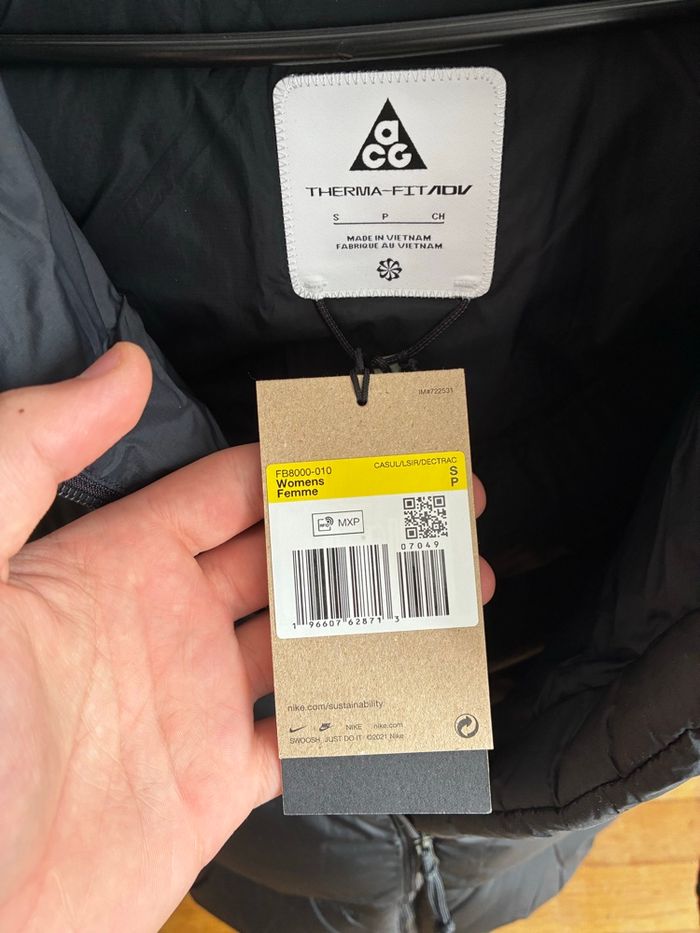 aCG
THERMA-FITADV
S P CH
MADE IN VIETNAM
FABRIQUE AU VIETNAM
IM#722531
FB8000-010 CASUL/LSIR/DECTRAC
Womens S
Femme P
RFID MXP
07049
1 96607 62871 3
nike.com/sustainability
NIKE nike.com
SWOOSH, JUST DO IT ©2021 Nike